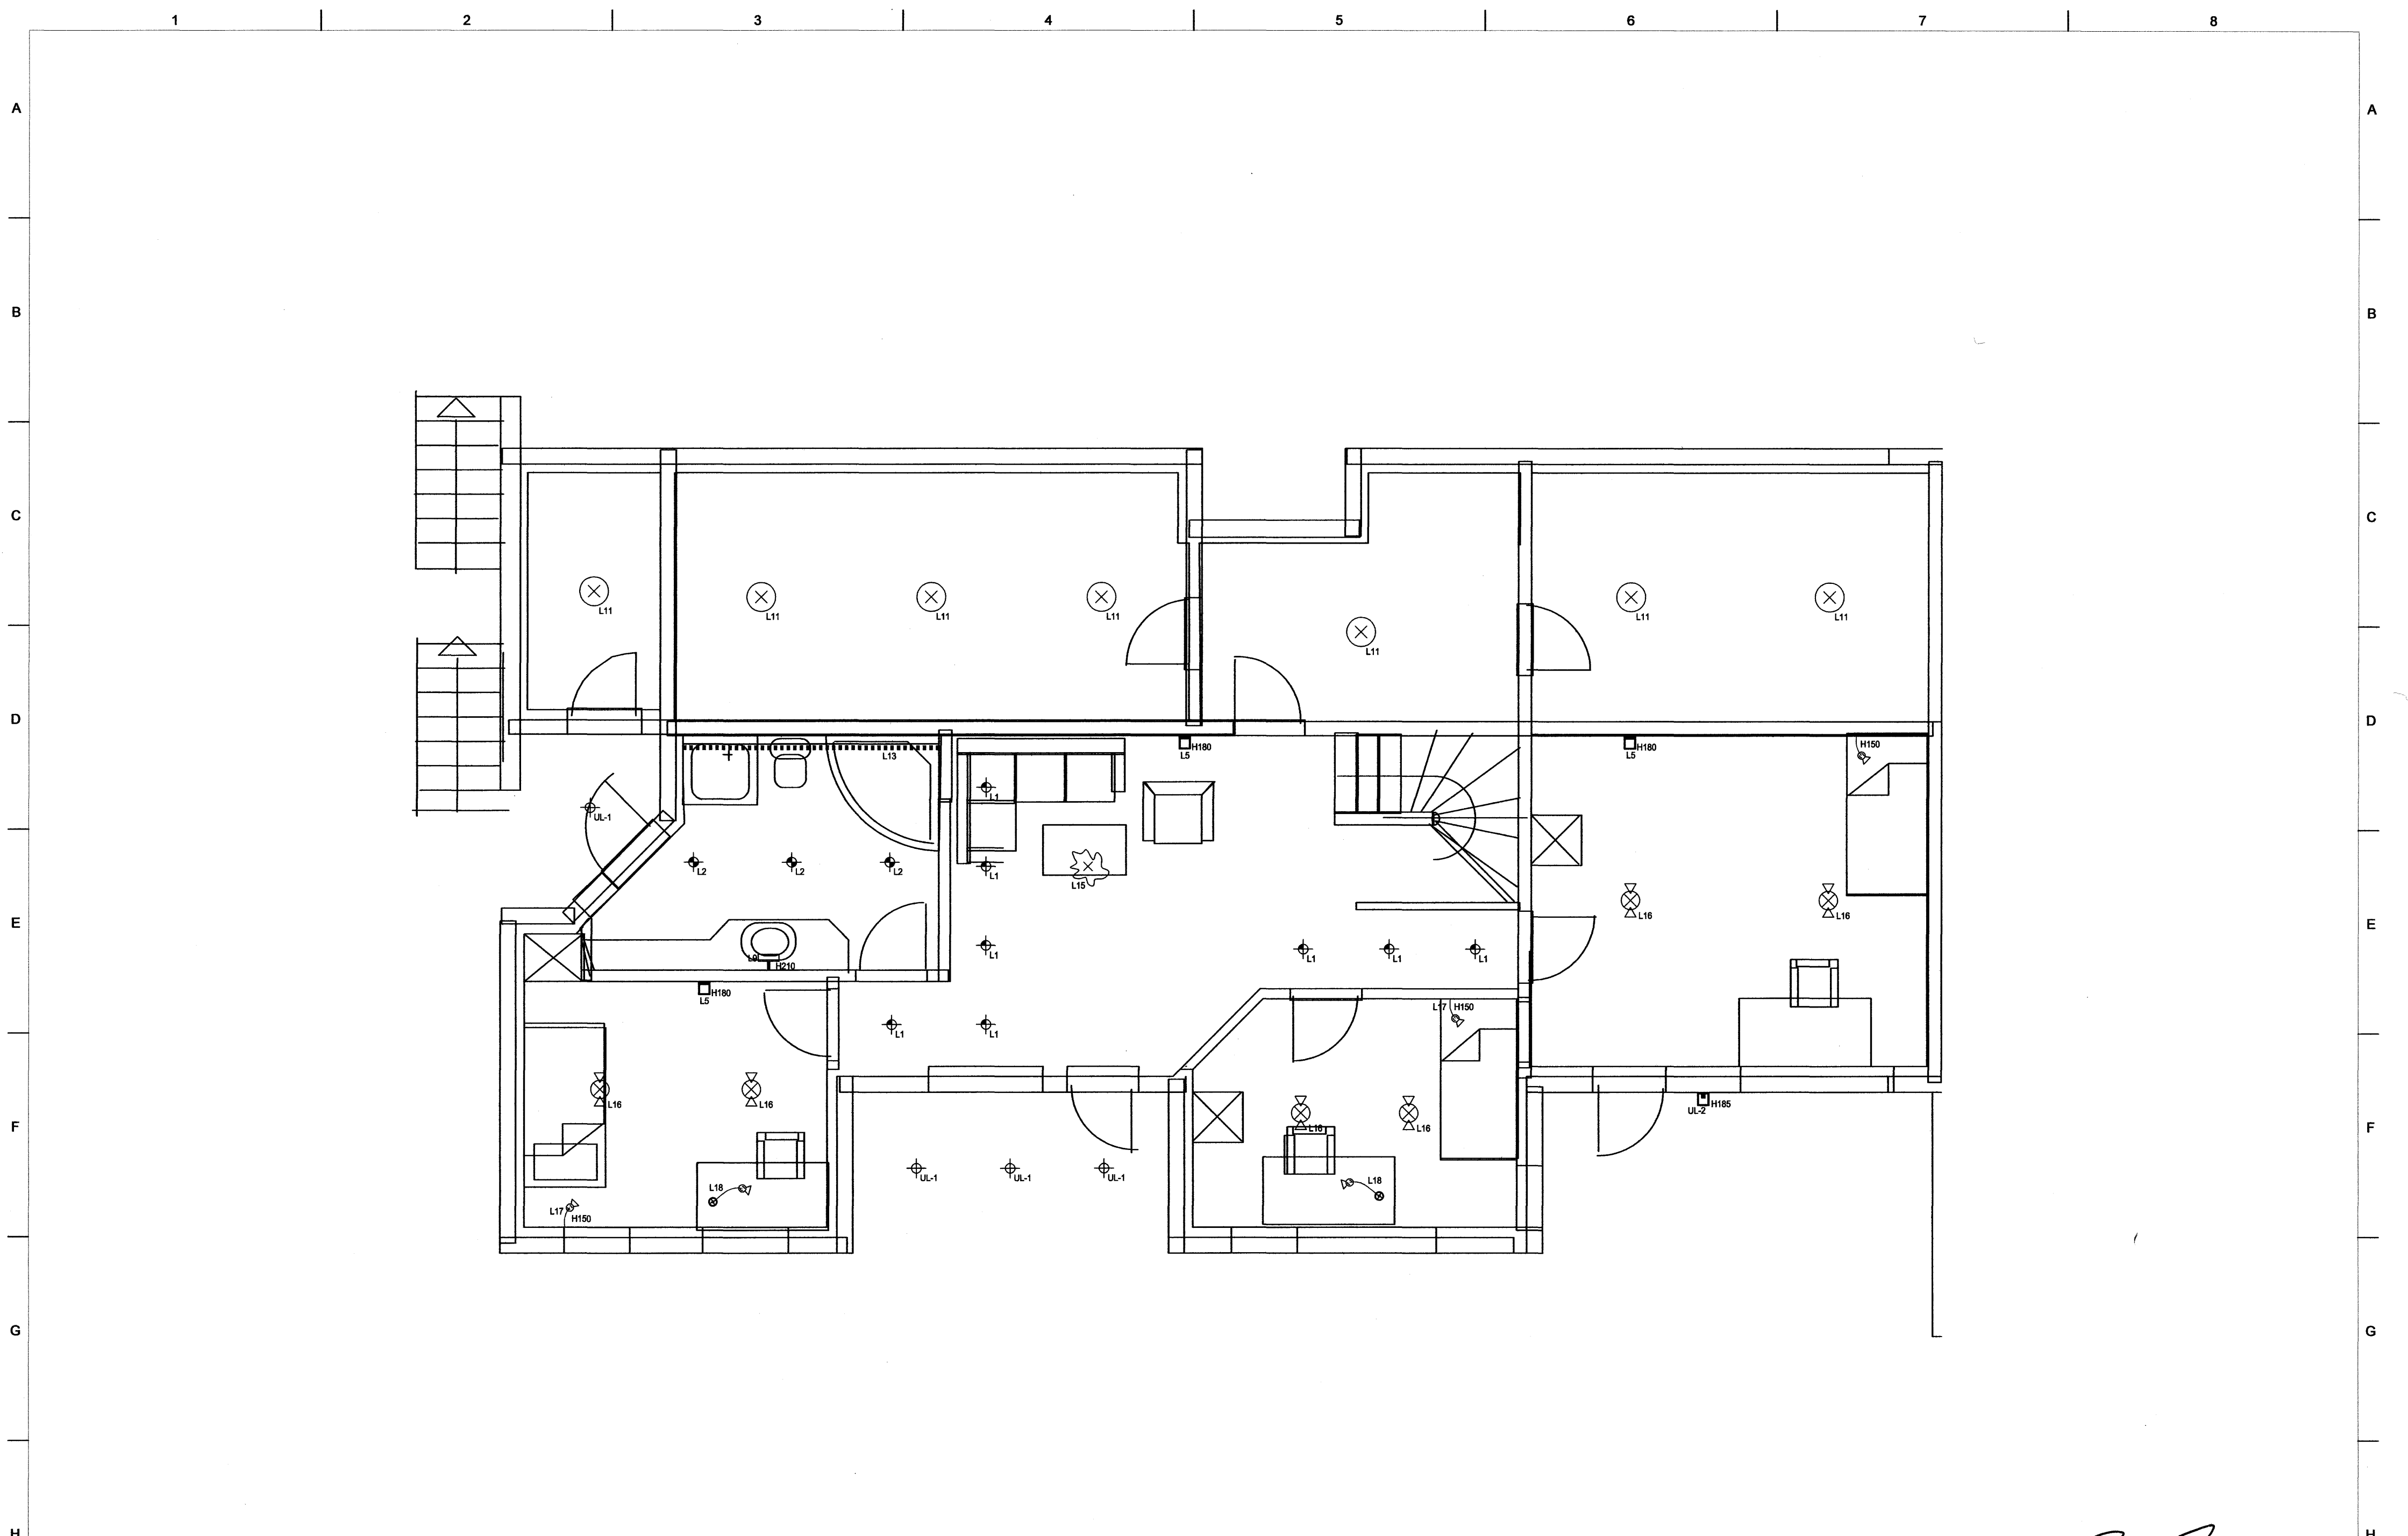 1 2 3 4 5 6 7 8
A A
B B
C C
L11 L11 L11 L11 L11 L11
L11
D D
H180 H180 H150
L13 L5 L5
L1
UL-1
L2 L2 L2 L1
L15
L16 L16
E E
L1 L1 L1 L1
L9 H210
H180
L5
L17 H150
L1 L1
L16 L16
UL-2 H185
F L16 L16 F
UL-1 UL-1 UL-1
L18 L18
L17 H150
G G
H H